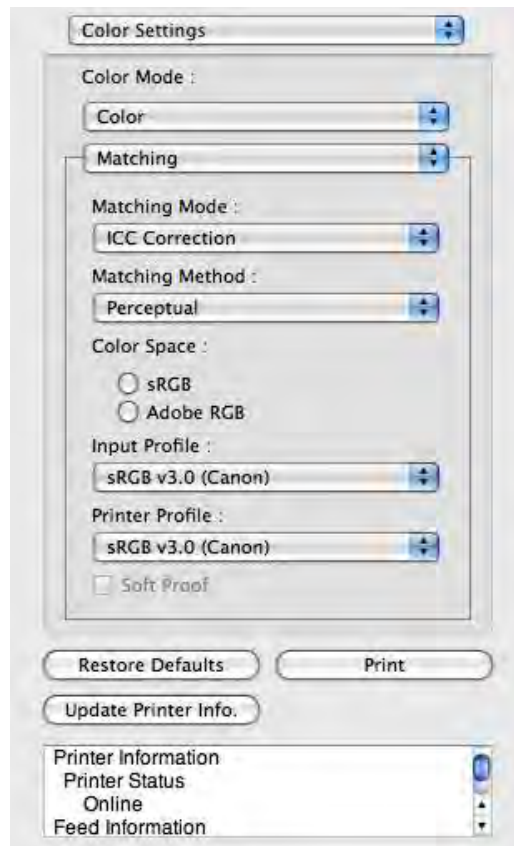 Color Settings
Color Mode :
Color
Matching
Matching Mode :
ICC Correction
Matching Method :
Perceptual
Color Space :
sRGB
Adobe RGB
Input Profile :
sRGB v3.0 (Canon)
Printer Profile :
sRGB v3.0 (Canon)
Soft Proof
Restore Defaults Print
Update Printer Info.
Printer Information
Printer Status
Online
Feed Information